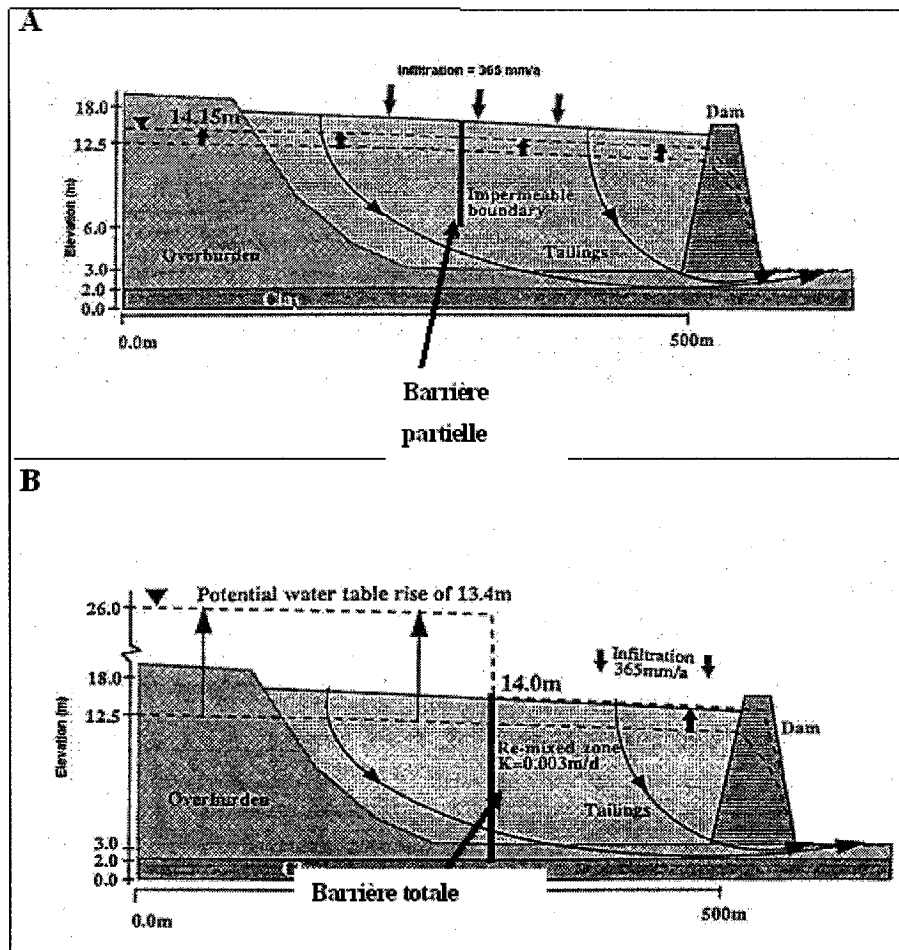 A
Infiltration = 365 mm/a
Dam
18.0
14.15m
12.5
Elevation (m)
Impermeable
boundary
6.0
Overburden
Tailings
3.0
2.0
0.0
0.0m
500m
Barrière
partielle
B
Potential water table rise of 13.4m
26.0
Infiltration
365mm/a
18.0
14.0m
12.5
Dam
Elevation (m)
Re-mixed zone
K=0.003m/d
Overburden
Tailings
3.0
2.0
0.0
Barrière totale
0.0m
500m